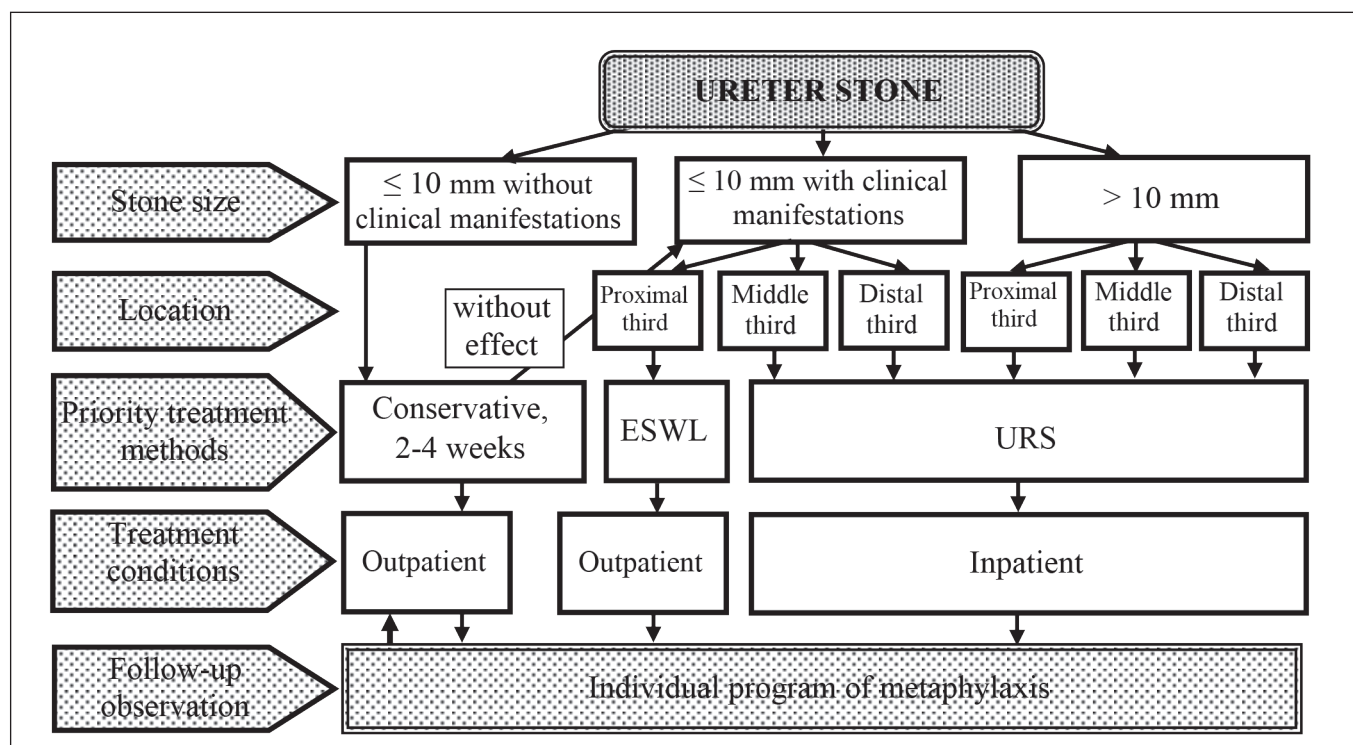 URETER STONE
Stone size
≤ 10 mm without
clinical manifestations
≤ 10 mm with clinical
manifestations
> 10 mm
Location
without
effect
Proximal
third
Middle
third
Distal
third
Proximal
third
Middle
third
Distal
third
Priority treatment
methods
Conservative,
2-4 weeks
ESWL
URS
Treatment
conditions
Outpatient
Outpatient
Inpatient
Follow-up
observation
Individual program of metaphylaxis